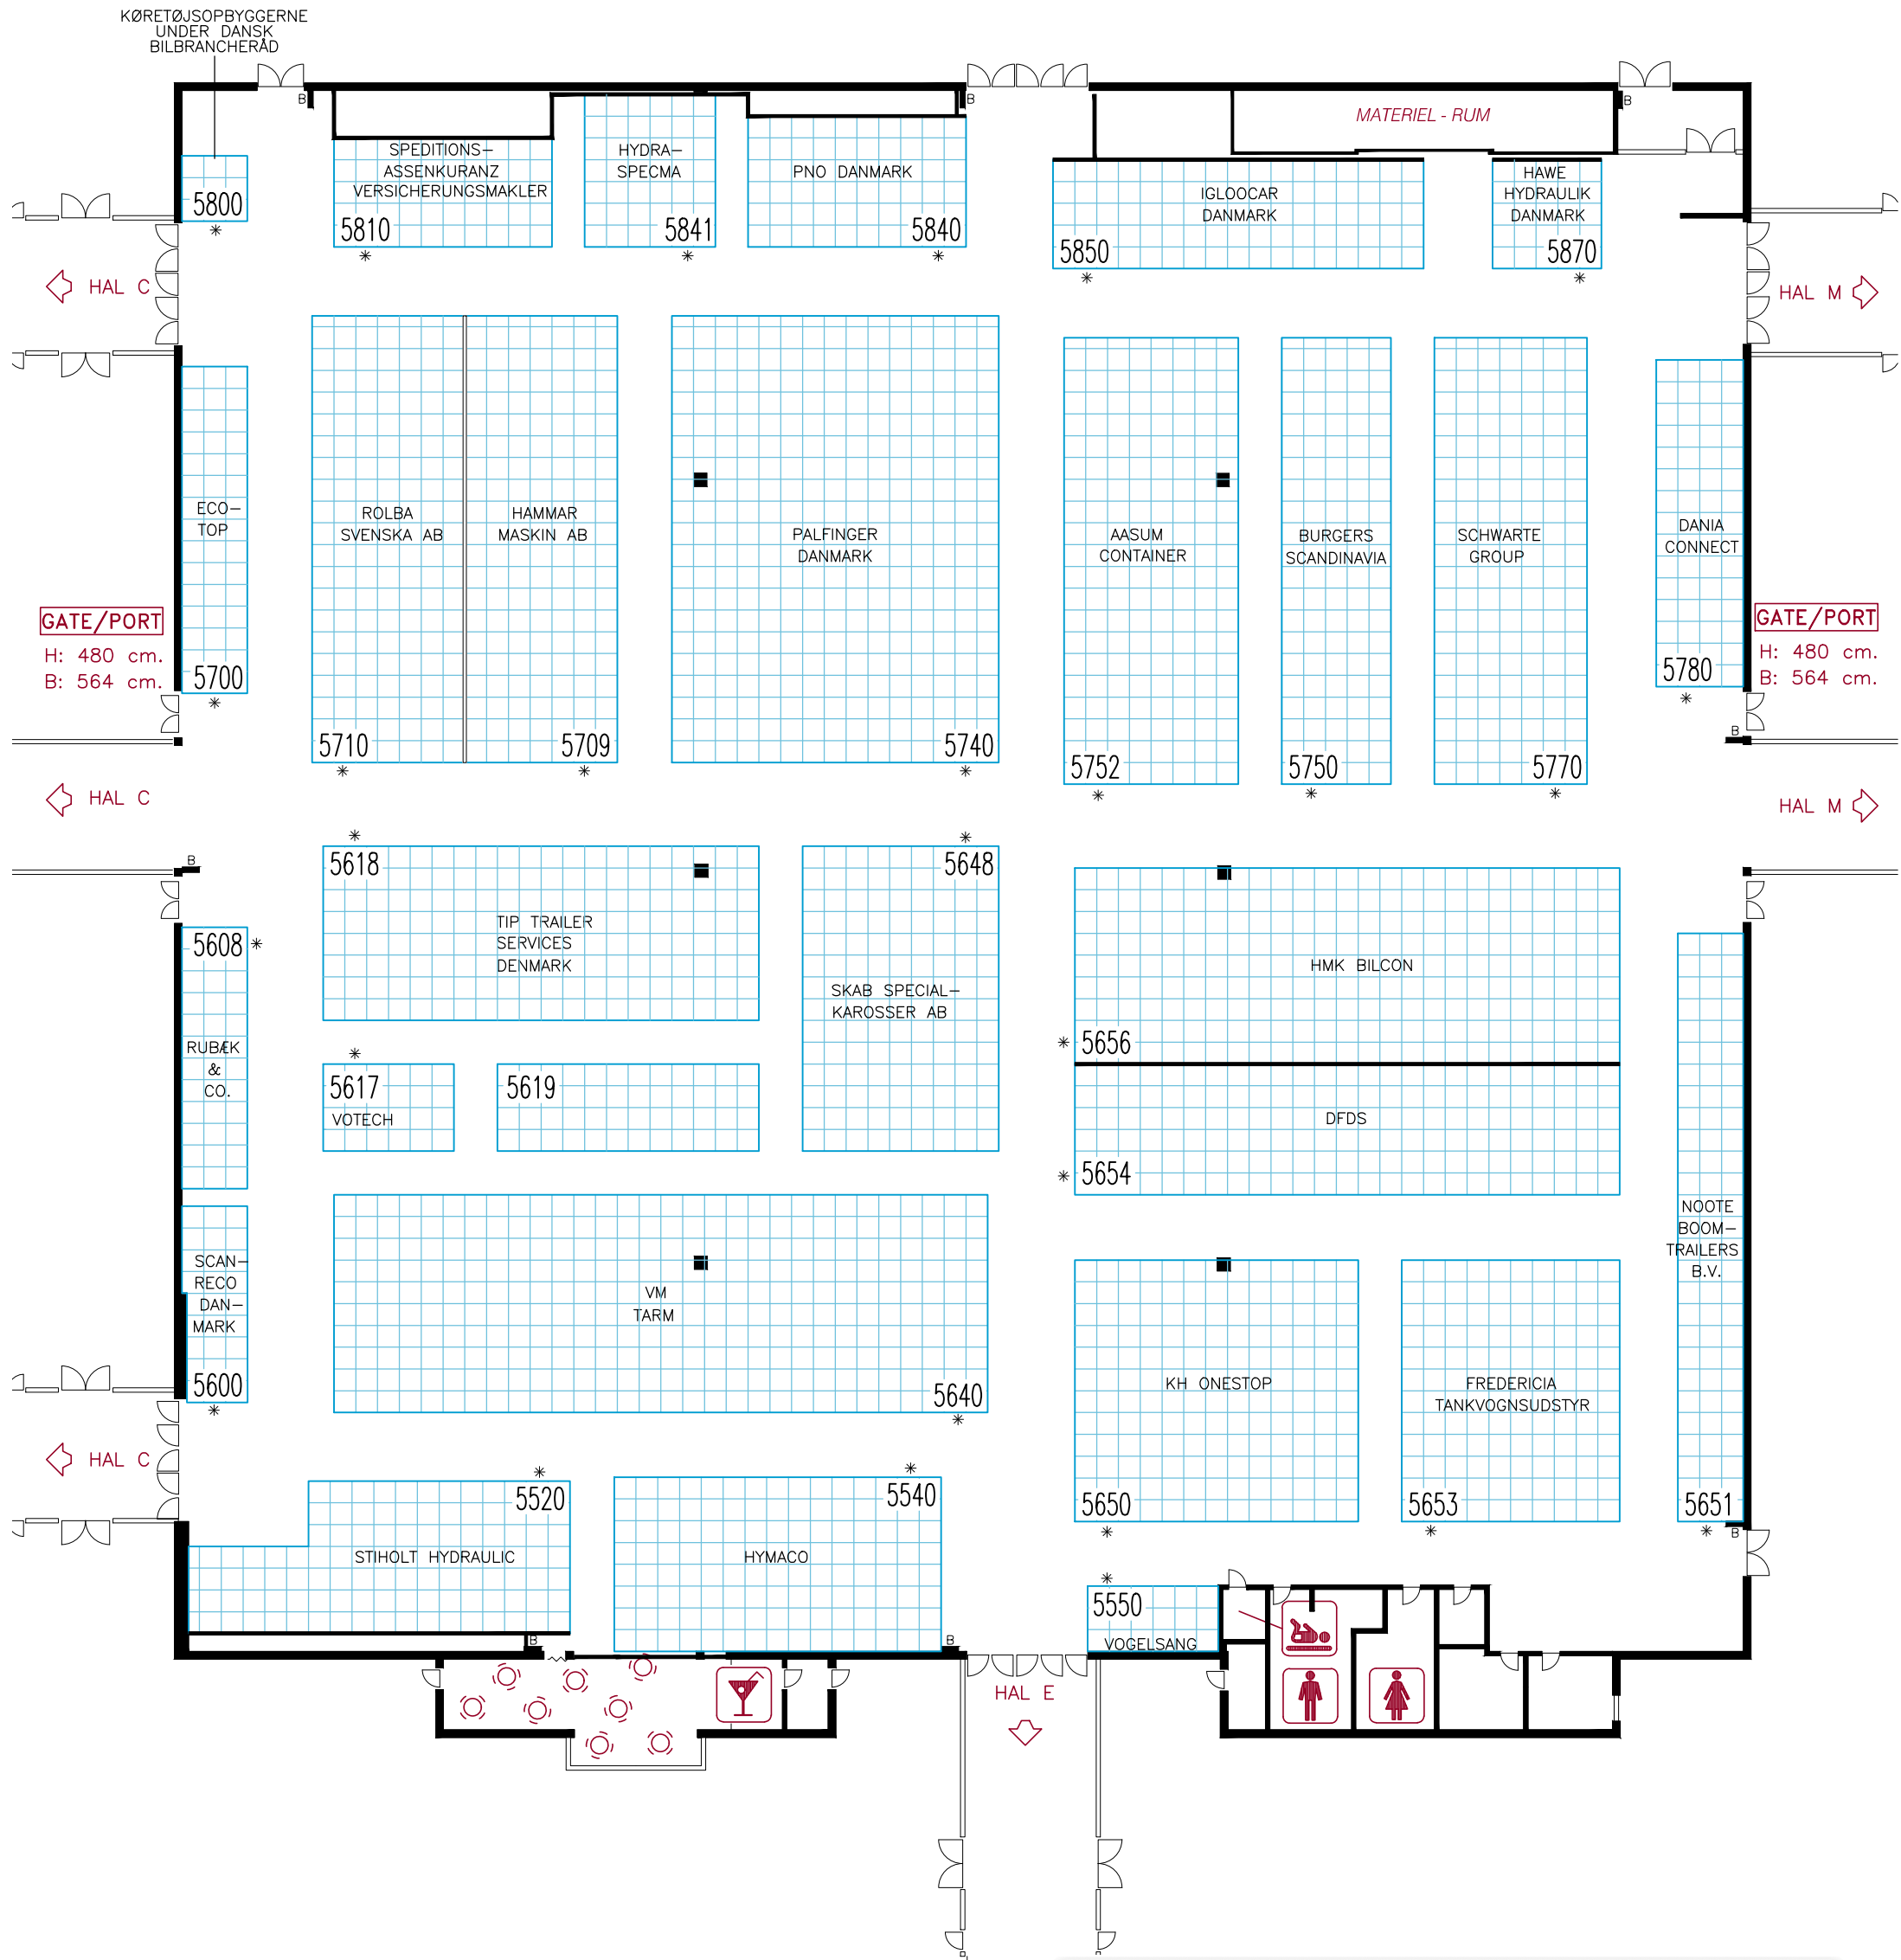 KØRETØJSOPBYGGERNE
UNDER DANSK
BILBRANCHERÅD
B
B
B
MATERIEL - RUM
SPEDITIONS-
ASSENKURANZ
VERSICHERUNGSMAKLER
5810
*
HYDRA-
SPECMA
5841
*
PNO DANMARK
5840
*
IGLOOCAR
DANMARK
5850
*
HAWE
HYDRAULIK
DANMARK
5870
*
5800
*
HAL C
HAL M
ECO-
TOP
5700
*
ROLBA
SVENSKA AB
5710
*
HAMMAR
MASKIN AB
5709
*
PALFINGER
DANMARK
5740
*
AASUM
CONTAINER
5752
*
BURGERS
SCANDINAVIA
5750
*
SCHWARTE
GROUP
5770
*
DANIA
CONNECT
5780
*
GATE/PORT
H: 480 cm.
B: 564 cm.
GATE/PORT
H: 480 cm.
B: 564 cm.
B
HAL C
HAL M
B
*
5618
TIP TRAILER
SERVICES
DENMARK
*
5648
SKAB SPECIAL-
KAROSSER AB
HMK BILCON
* 5656
DFDS
* 5654
5608 *
RUBÆK
&
CO.
*
5617
VOTECH
5619
NOOTE
BOOM-
TRAILERS
B.V.
5651
*
B
SCAN-
RECO
DAN-
MARK
5600
*
VM
TARM
5640
*
KH ONESTOP
5650
*
FREDERICIA
TANKVOGNSUDSTYR
5653
*
HAL C
*
5520
STIHOLT HYDRAULIC
B
*
5540
HYMACO
B
*
5550
VOGELSANG
HAL E